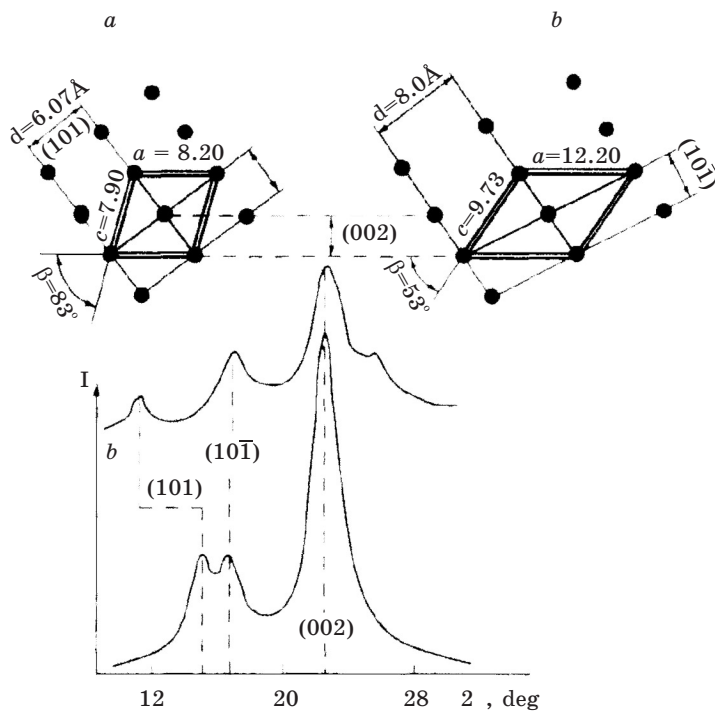 a
b
d=6.07Å
(101)
a = 8.20
c=7.90
β=83°
d=8.0Å
a=12.20
(101̄)
c=9.73
β=53°
(002)
I
b
(101)
(101̄)
(002)
12 20 28 2 , deg